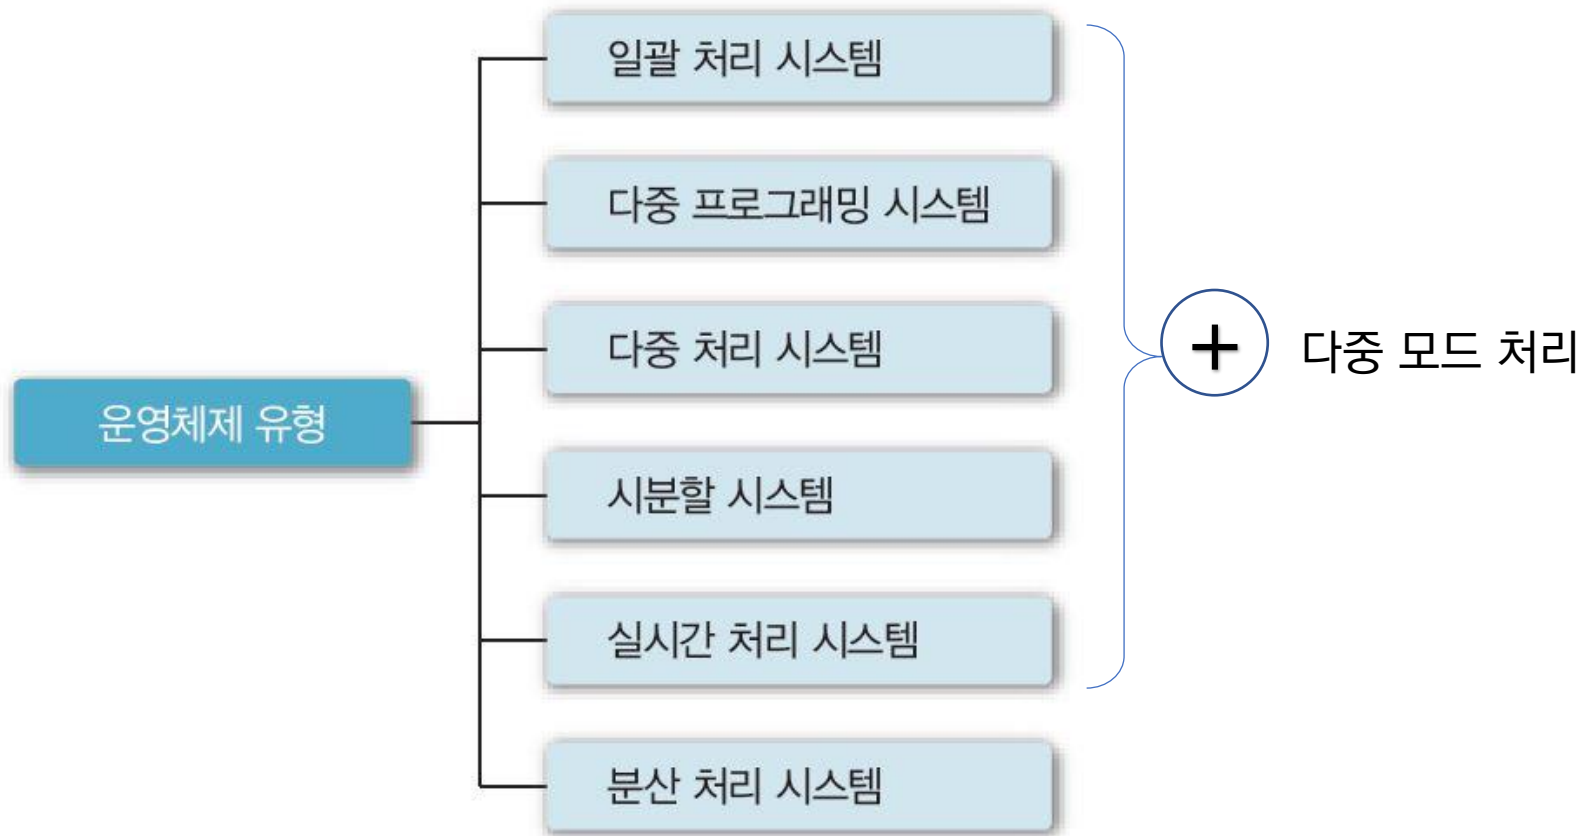 일괄 처리 시스템
다중 프로그래밍 시스템
다중 처리 시스템
운영체제 유형
시분할 시스템
실시간 처리 시스템
분산 처리 시스템
+ 다중 모드 처리